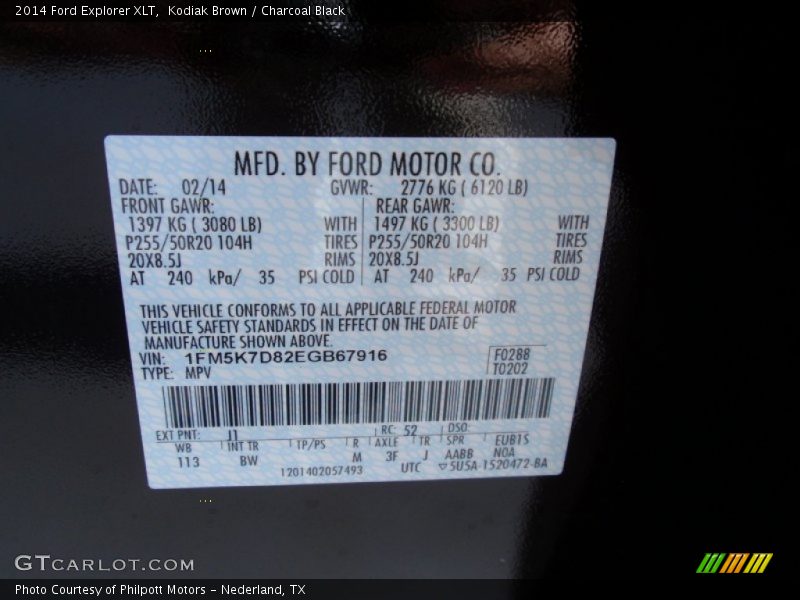 2014 Ford Explorer XLT, Kodiak Brown / Charcoal Black
MFD. BY FORD MOTOR CO.
DATE: 02/14 GVWR: 2776 KG ( 6120 LB)
FRONT GAWR: REAR GAWR:
1397 KG ( 3080 LB) WITH 1497 KG ( 3300 LB) WITH
P255/50R20 104H TIRES P255/50R20 104H TIRES
20X8.5J RIMS 20X8.5J RIMS
AT 240 kPa/ 35 PSI COLD AT 240 kPa/ 35 PSI COLD
THIS VEHICLE CONFORMS TO ALL APPLICABLE FEDERAL MOTOR
VEHICLE SAFETY STANDARDS IN EFFECT ON THE DATE OF
MANUFACTURE SHOWN ABOVE.
VIN: 1FM5K7D82EGB67916 F0288
TYPE: MPV T0202
EXT PNT: J1 RC: 52 DSO:
WB INT TR TP/PS R AXLE TR SPR EUB1S
113 BW M 3F J AABB NOA
1201402057493 UTC 5U5A-1520472-BA
GTCARLOT.COM
Photo Courtesy of Philpott Motors - Nederland, TX